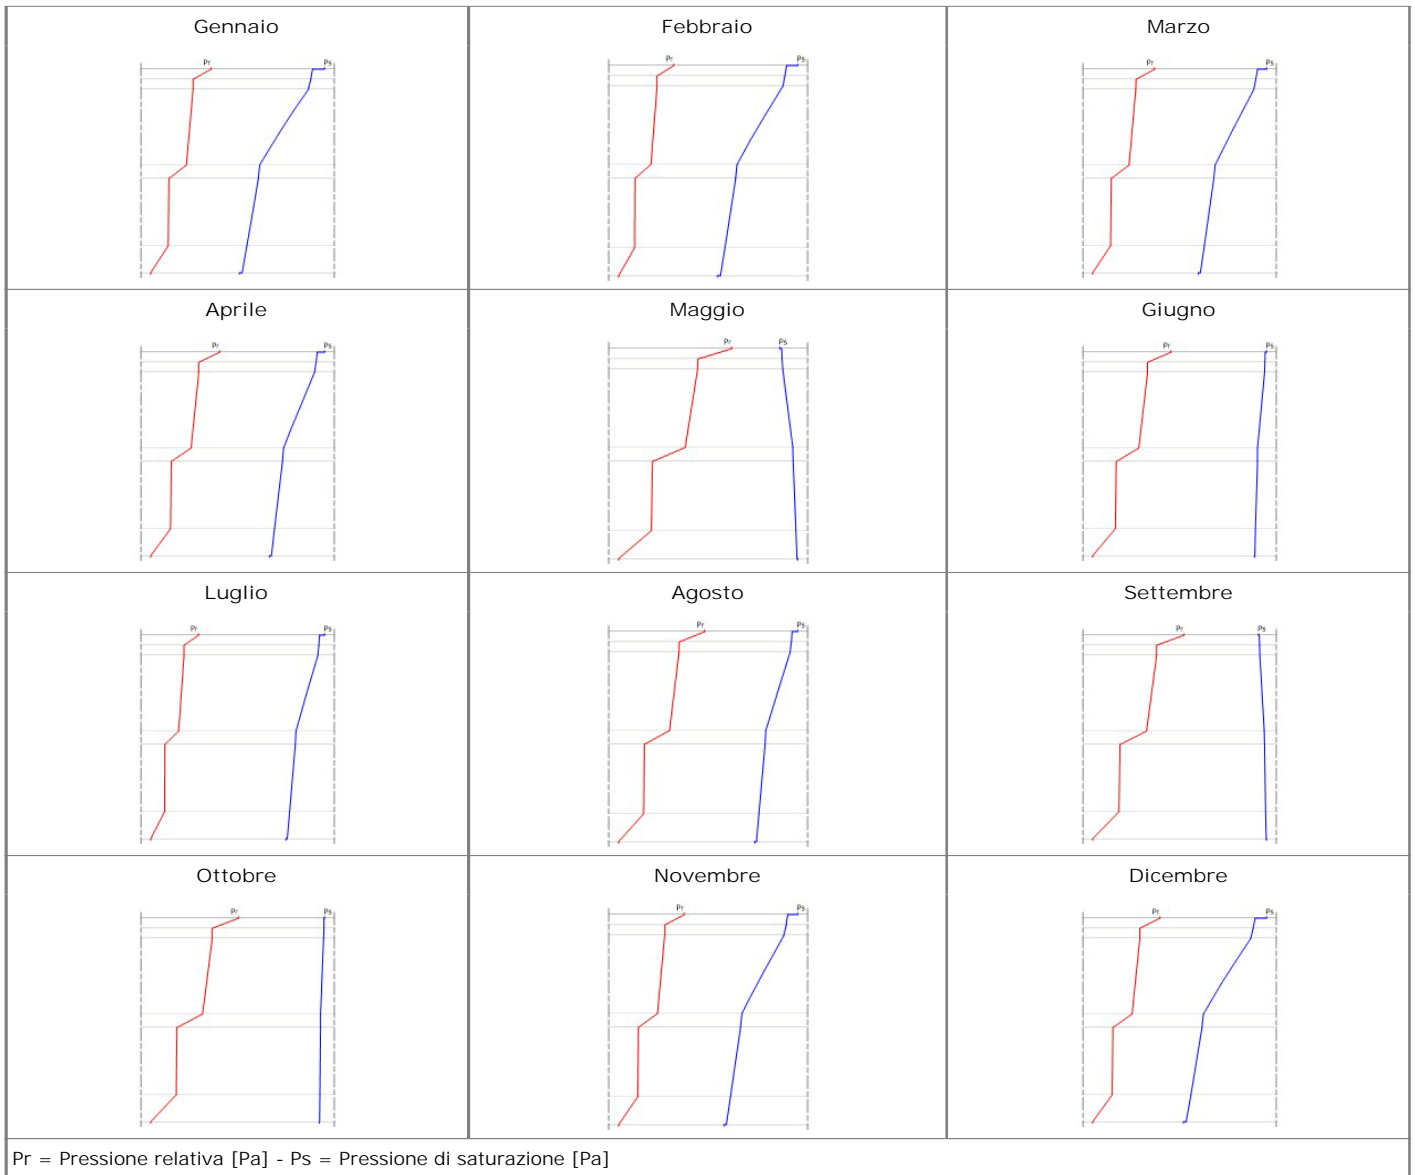 Gennaio
Febbraio
Marzo
Pr
Ps
Pr
Ps
Pr
Ps
Aprile
Maggio
Giugno
Pr
Ps
Pr
Ps
Pr
Ps
Luglio
Agosto
Settembre
Pr
Ps
Pr
Ps
Pr
Ps
Ottobre
Novembre
Dicembre
Pr
Ps
Pr
Ps
Pr
Ps
Pr = Pressione relativa [Pa] - Ps = Pressione di saturazione [Pa]